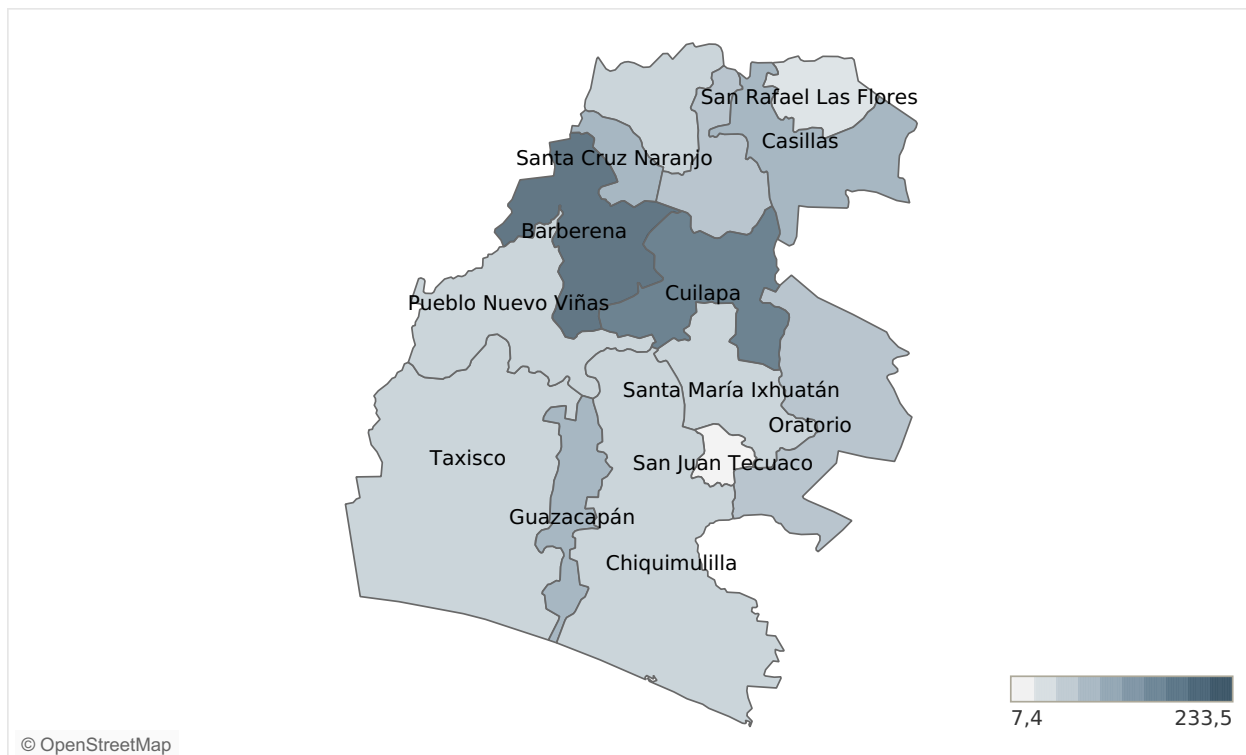 San Rafael Las Flores
Casillas
Santa Cruz Naranjo
Barberena
Cuilapa
Pueblo Nuevo Viñas
Santa María Ixhuatán
Oratorio
Taxisco
San Juan Tecuaco
Guazacapán
Chiquimulilla
7,4 233,5
© OpenStreetMap